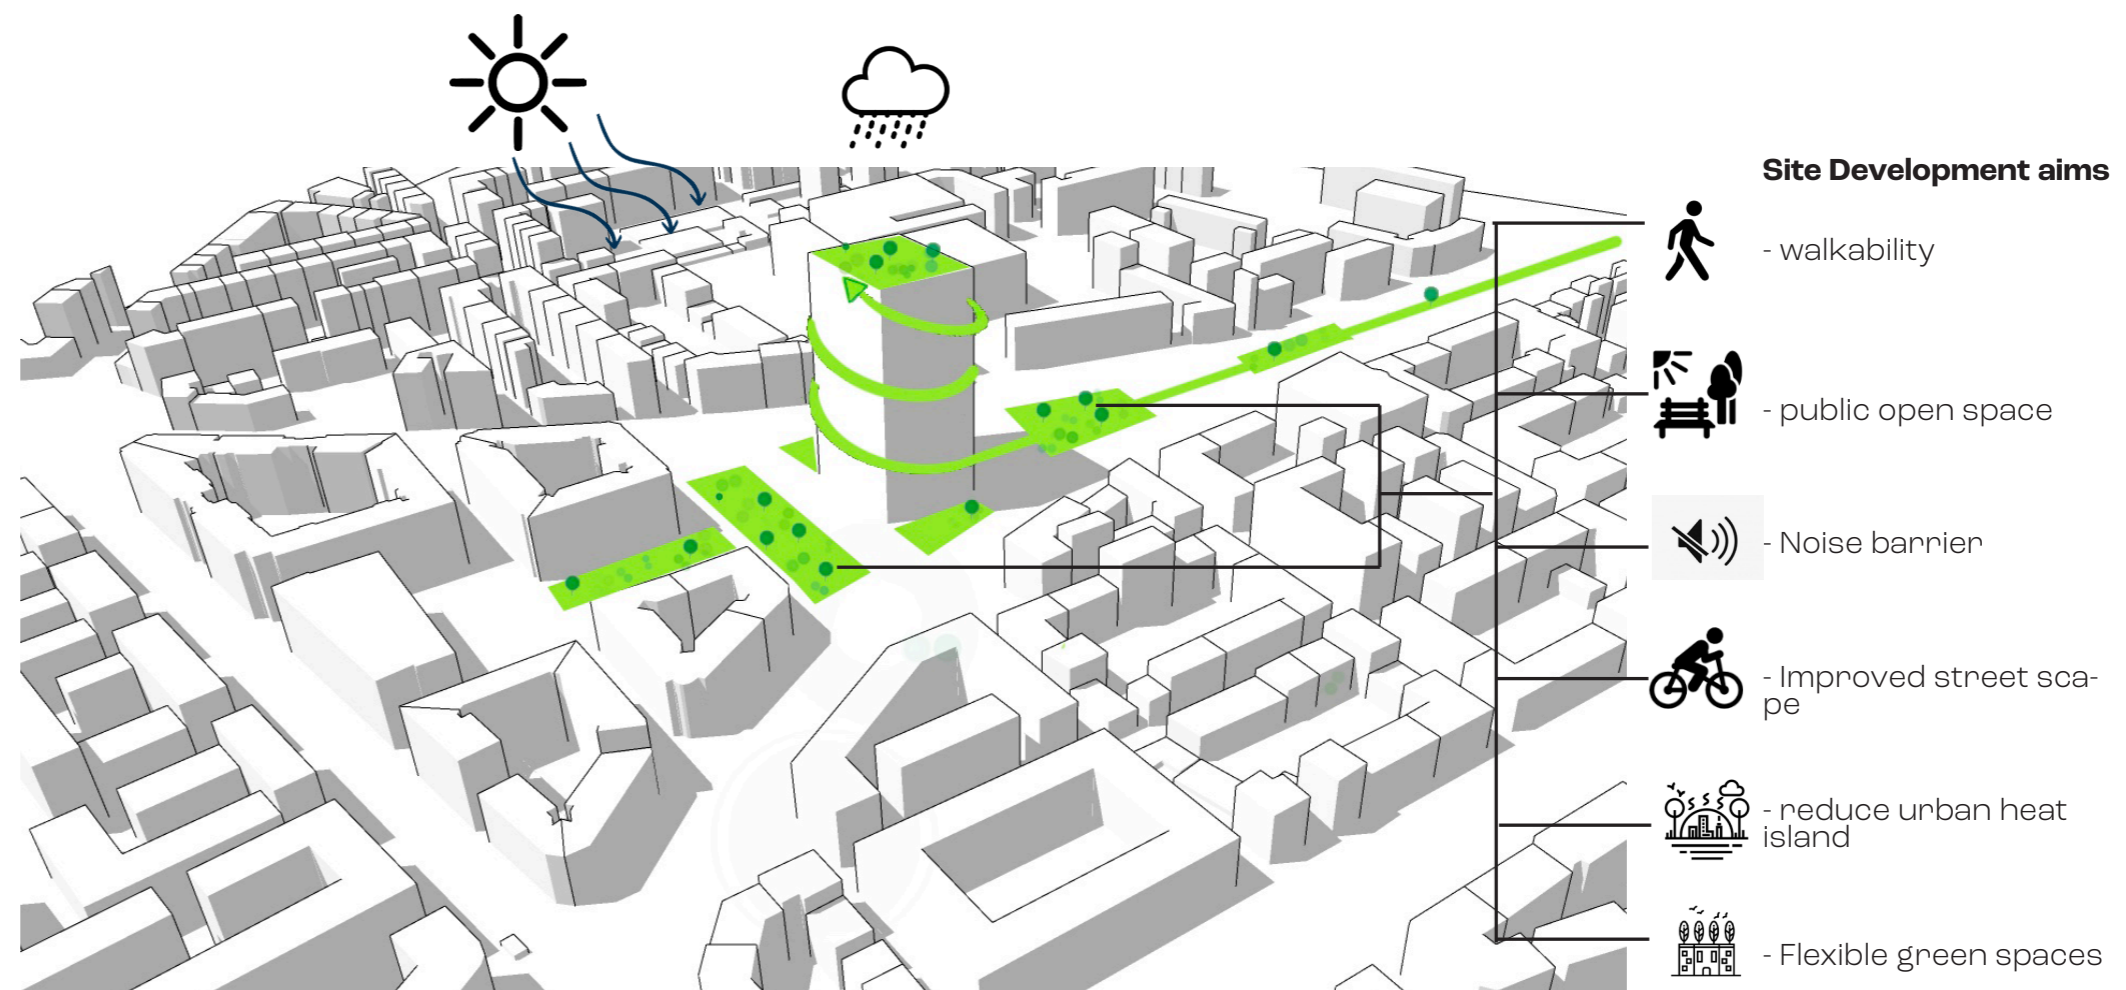 Site Development aims
- walkability
- public open space
- Noise barrier
- Improved street sca-
pe
- reduce urban heat
island
- Flexible green spaces